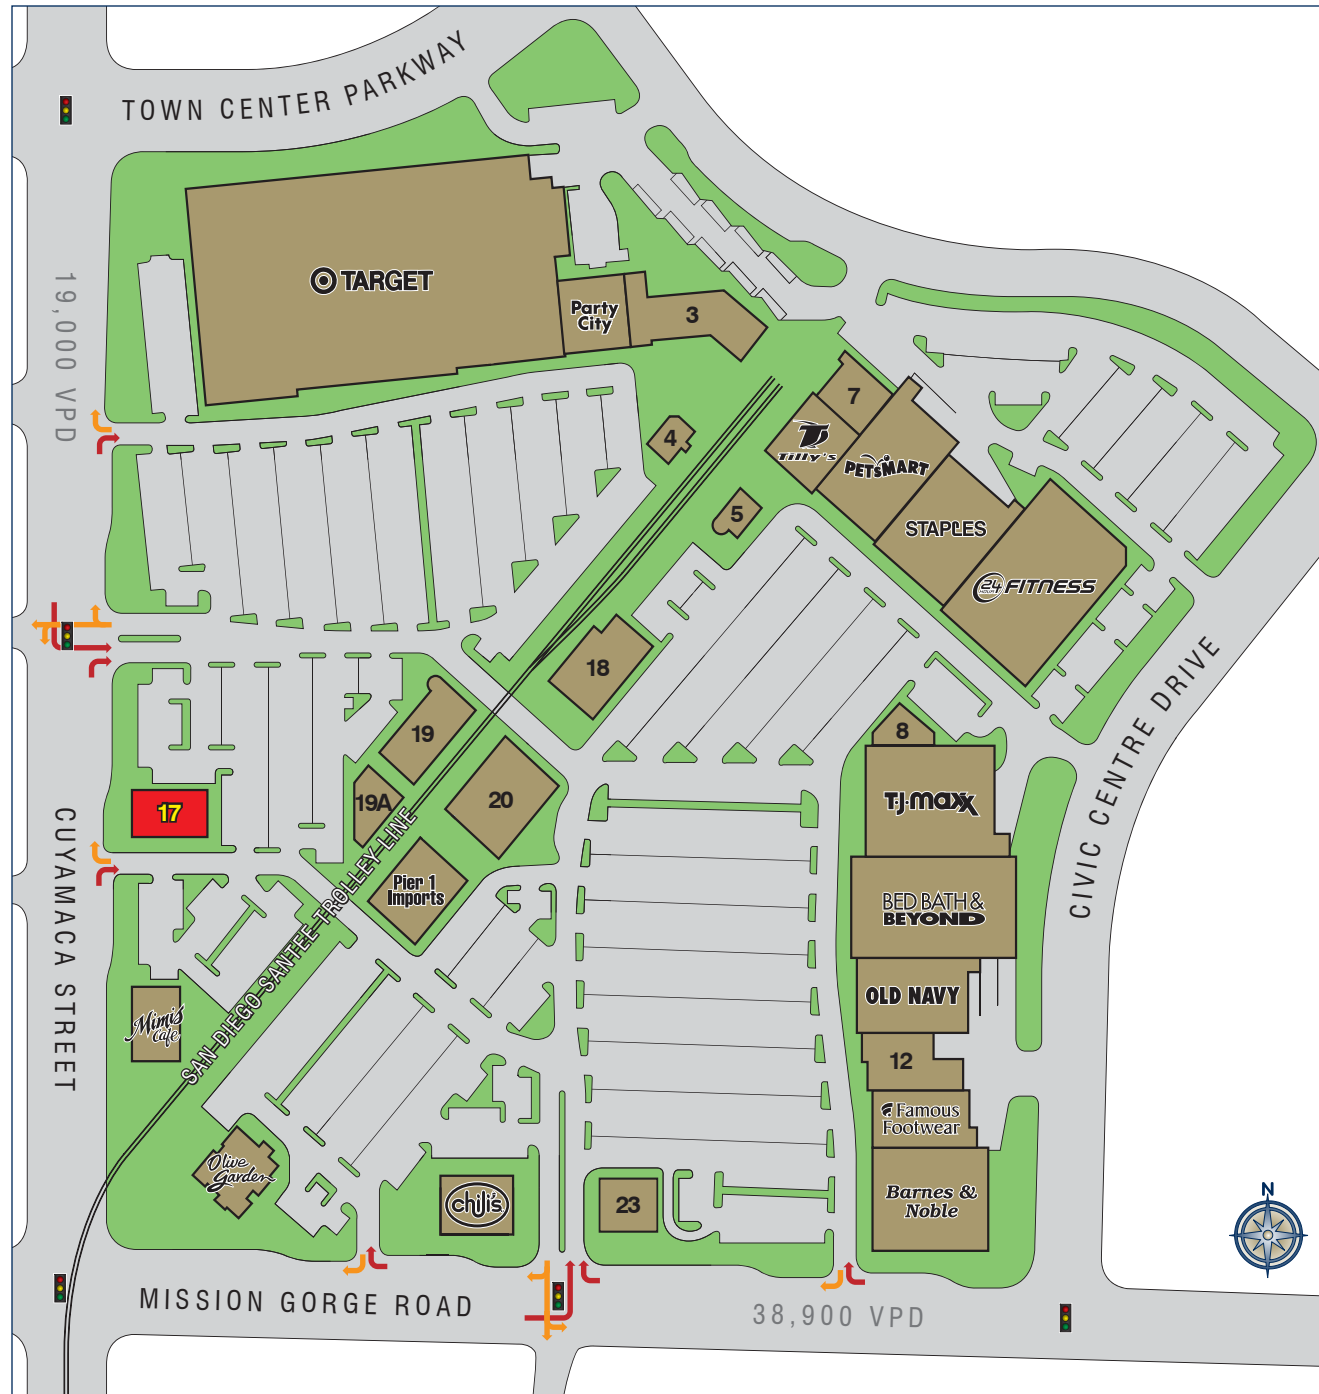 TOWN CENTER PARKWAY
TARGET
Party
City
3
19,000 VPD
7
4
Tilly's
PETSMART
5
STAPLES
24
HOUR
FITNESS
18
CIVIC CENTRE DRIVE
19
8
19A
20
17
T.J.maxx
CUYAMACA STREET
SAN DIEGO SANTEE TROLLEY LINE
Pier 1
Imports
BED BATH &
BEYOND
OLD NAVY
Mimi's
Cafe
12
Famous
Footwear
Olive
Garden
chili's
23
Barnes &
Noble
N
MISSION GORGE ROAD
38,900 VPD